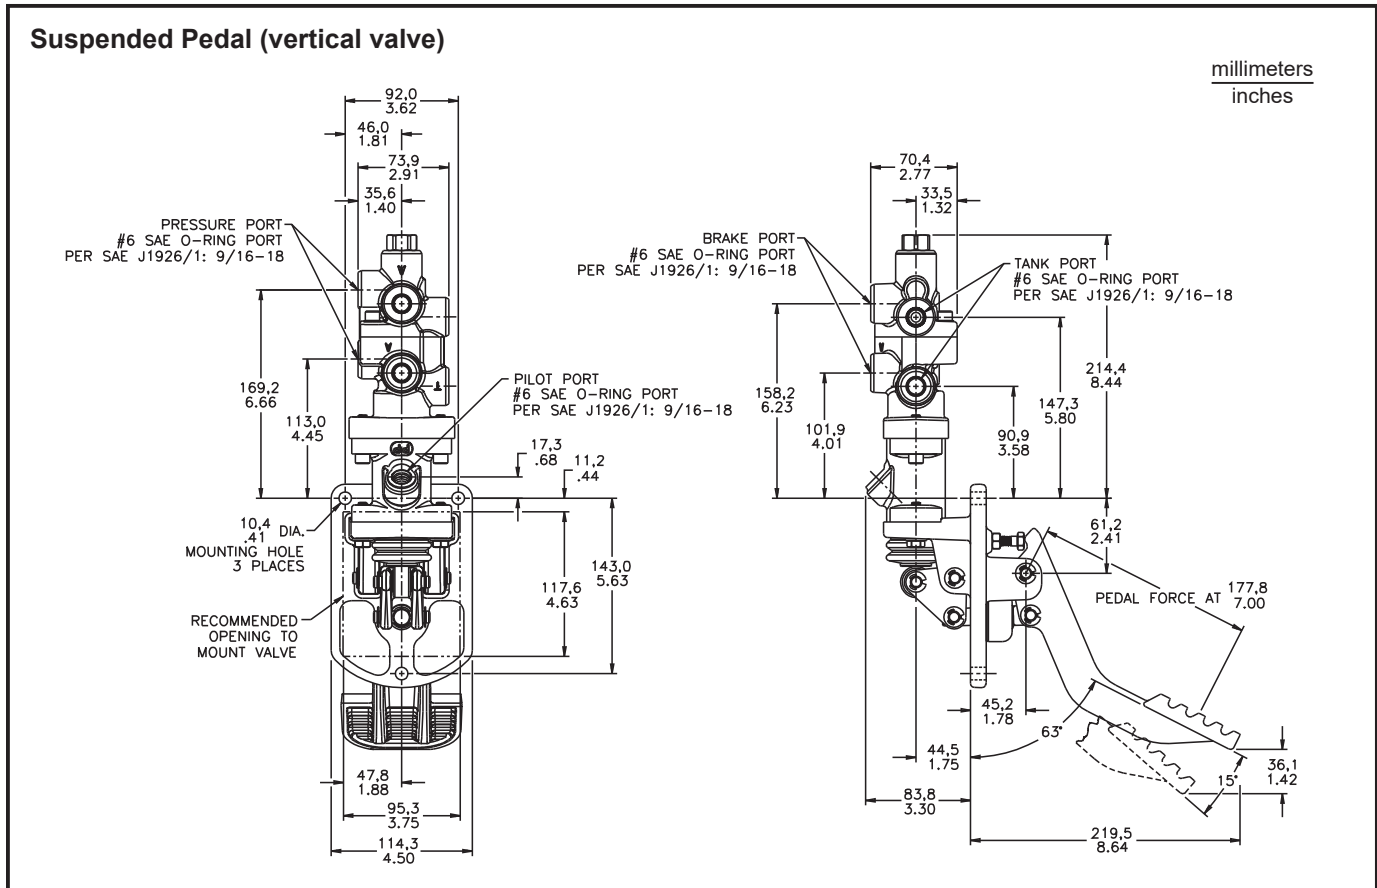 Suspended Pedal (vertical valve)
millimeters
inches
92,0
3.62
46,0
1.81
73,9
2.91
35,6
1.40
PRESSURE PORT
#6 SAE O-RING PORT
PER SAE J1926/1: 9/16-18
169,2
6.66
113,0
4.45
PILOT PORT
#6 SAE O-RING PORT
PER SAE J1926/1: 9/16-18
17,3
.68
11,2
.44
10,4
.41 DIA.
MOUNTING HOLE
3 PLACES
RECOMMENDED
OPENING TO
MOUNT VALVE
117,6
4.63
143,0
5.63
47,8
1.88
95,3
3.75
114,3
4.50
70,4
2.77
33,5
1.32
BRAKE PORT
#6 SAE O-RING PORT
PER SAE J1926/1: 9/16-18
TANK PORT
#6 SAE O-RING PORT
PER SAE J1926/1: 9/16-18
158,2
6.23
101,9
4.01
90,9
3.58
147,3
5.80
214,4
8.44
61,2
2.41
PEDAL FORCE AT 177,8
7.00
45,2
1.78
63°
44,5
1.75
83,8
3.30
15°
36,1
1.42
219,5
8.64